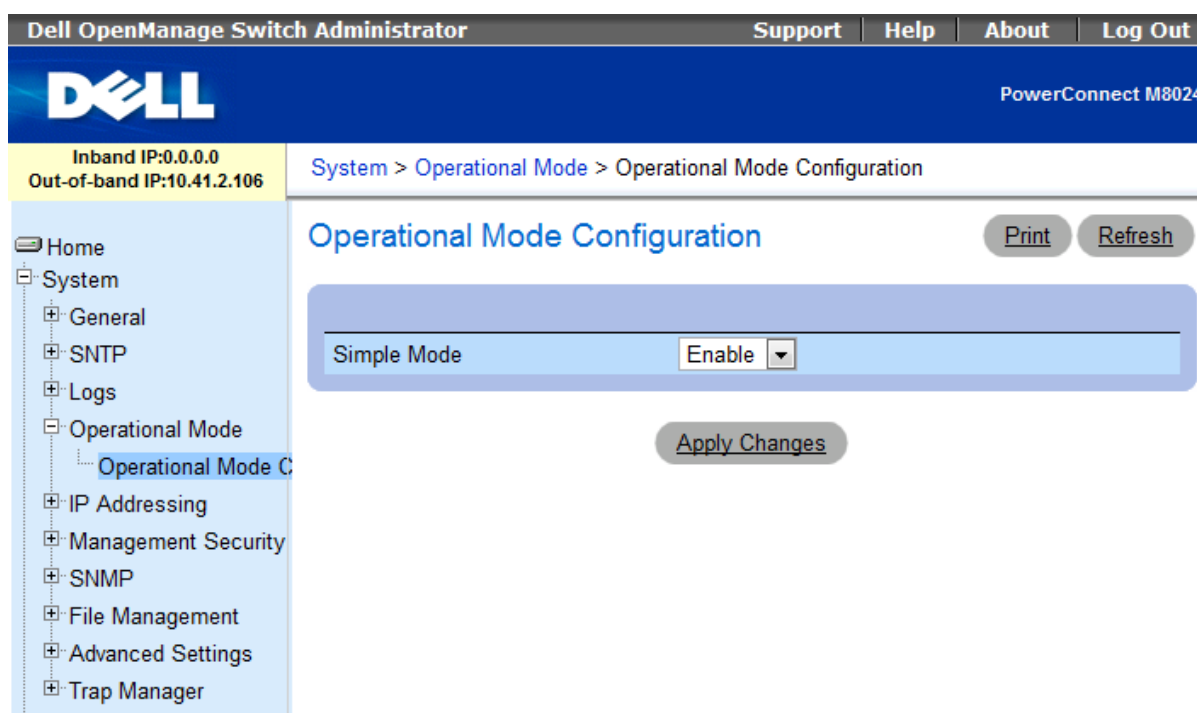 Dell OpenManage Switch Administrator Support Help About Log Out
DELL
PowerConnect M8024
Inband IP:0.0.0.0
Out-of-band IP:10.41.2.106
System > Operational Mode > Operational Mode Configuration
Home
System
General
SNTP
Logs
Operational Mode
Operational Mode C
IP Addressing
Management Security
SNMP
File Management
Advanced Settings
Trap Manager
Operational Mode Configuration
Print Refresh
Simple Mode Enable
Apply Changes